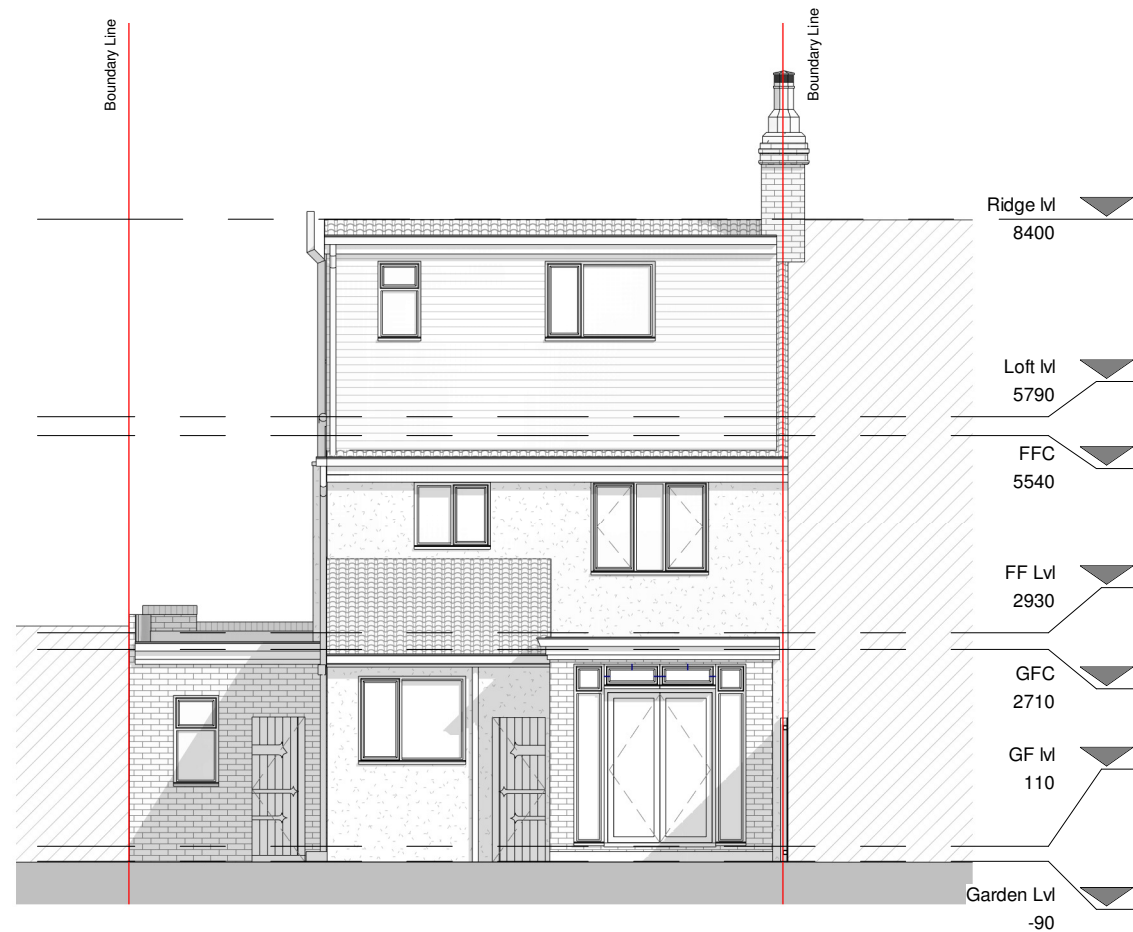 Boundary Line
Boundary Line
Ridge lvl
8400
Loft lvl
5790
FFC
5540
FF Lvl
2930
GFC
2710
GF lvl
110
Garden Lvl
-90